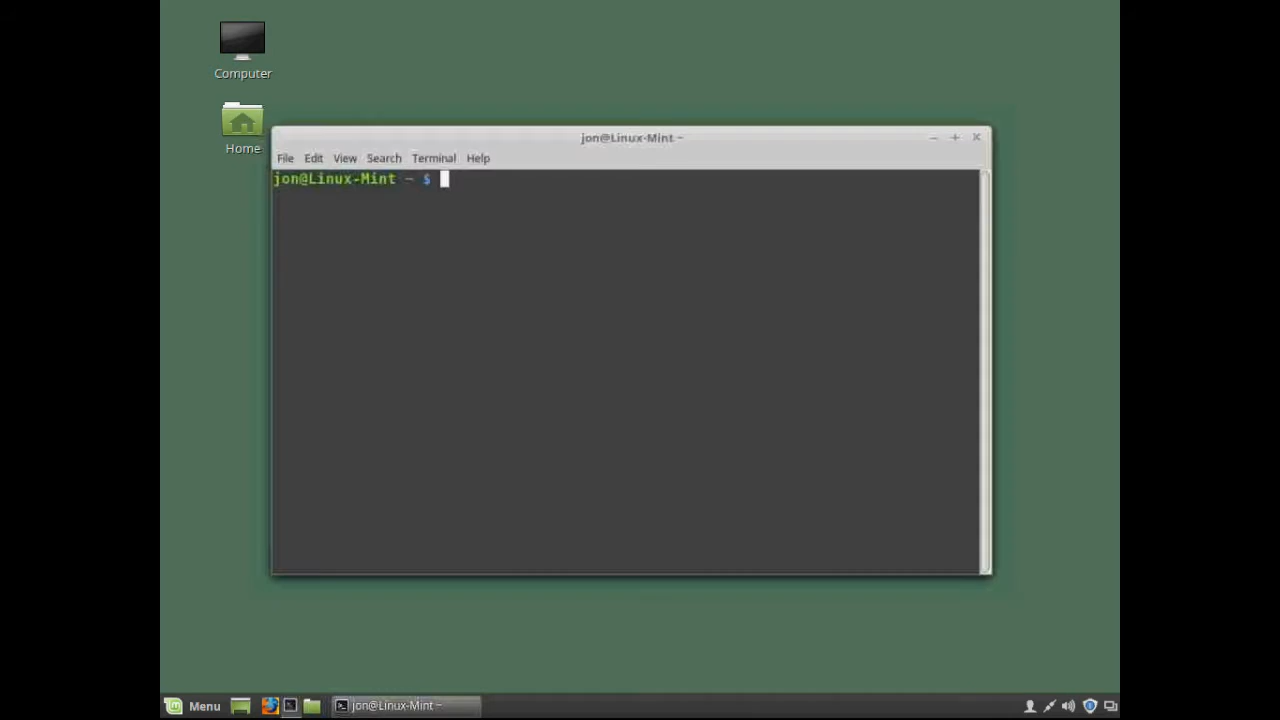 Computer
Home
jon@Linux-Mint ~
File Edit View Search Terminal Help
jon@Linux-Mint ~ $
Menu
jon@Linux-Mint ~